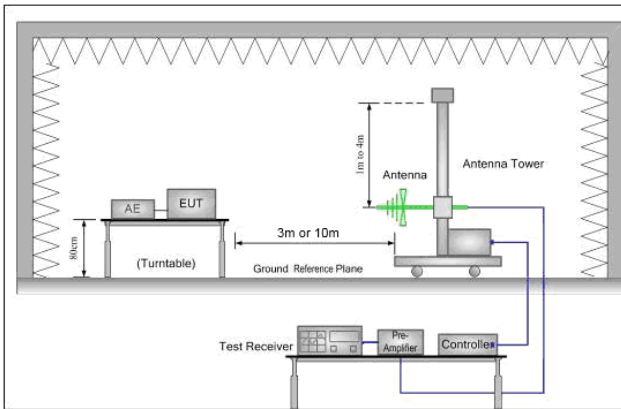 1m to 4m
Antenna
Antenna Tower
AE
EUT
80cm
(Turntable)
3m or 10m
Ground Reference Plane
Test Receiver
Pre-
Amplifier
Controlle